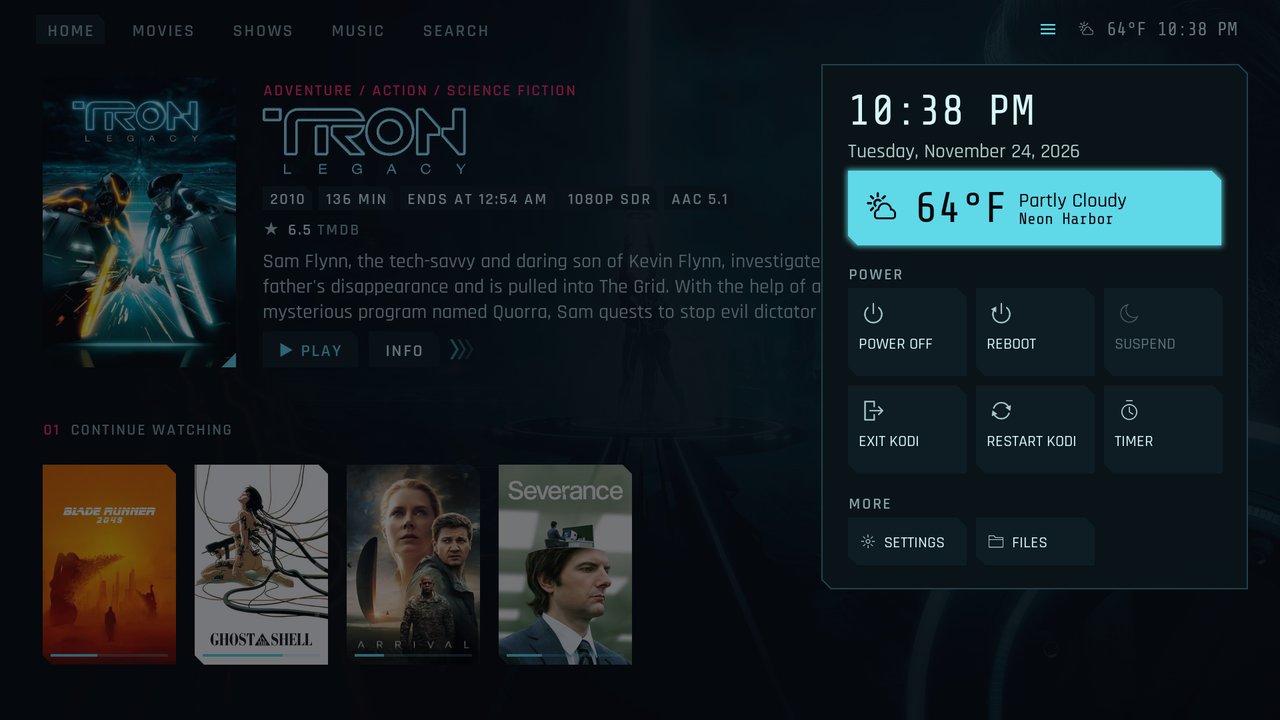 HOME MOVIES SHOWS MUSIC SEARCH
64°F 10:38 PM
TRON
LEGACY
ADVENTURE / ACTION / SCIENCE FICTION
TRON
LEGACY
2010 136 MIN ENDS AT 12:54 AM 1080P SDR AAC 5.1
★ 6.5 TMDB
Sam Flynn, the tech-savvy and daring son of Kevin Flynn, investigate
father's disappearance and is pulled into The Grid. With the help of a
mysterious program named Quorra, Sam quests to stop evil dictator
PLAY INFO
01 CONTINUE WATCHING
BLADE RUNNER
2049
GHOST IN THE SHELL
ARRIVAL
Severance
10:38 PM
Tuesday, November 24, 2026
64°F Partly Cloudy
Neon Harbor
POWER
POWER OFF REBOOT SUSPEND
EXIT KODI RESTART KODI TIMER
MORE
SETTINGS FILES